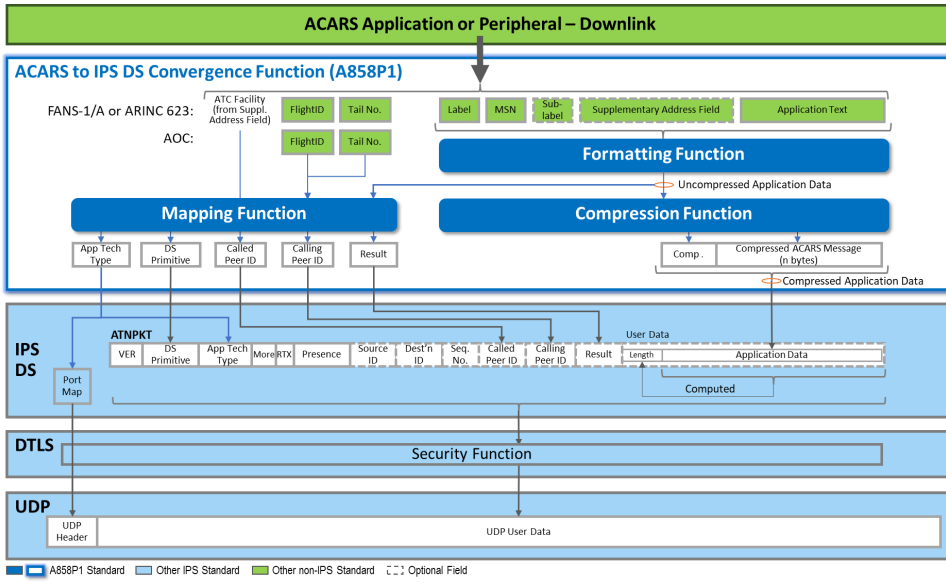 ACARS Application or Peripheral – Downlink
ACARS to IPS DS Convergence Function (A858P1)
FANS-1/A or ARINC 623:
ATC Facility
(from Suppl.
Address Field)
FlightID
Tail No.
Label
MSN
Sub-
label
Supplementary Address Field
Application Text
AOC:
FlightID
Tail No.
Formatting Function
Uncompressed Application Data
Mapping Function
Compression Function
App Tech
Type
DS
Primitive
Called
Peer ID
Calling
Peer ID
Result
Comp .
Compressed ACARS Message
(n bytes)
Compressed Application Data
IPS
DS
ATNPKT
User Data
VER
DS
Primitive
App Tech
Type
More
RTX
Presence
Source
ID
Dest'n
ID
Seq.
No.
Called
Peer ID
Calling
Peer ID
Result
Length
Application Data
Port
Map
Computed
DTLS
Security Function
UDP
UDP
Header
UDP User Data
A858P1 Standard
Other IPS Standard
Other non-IPS Standard
Optional Field